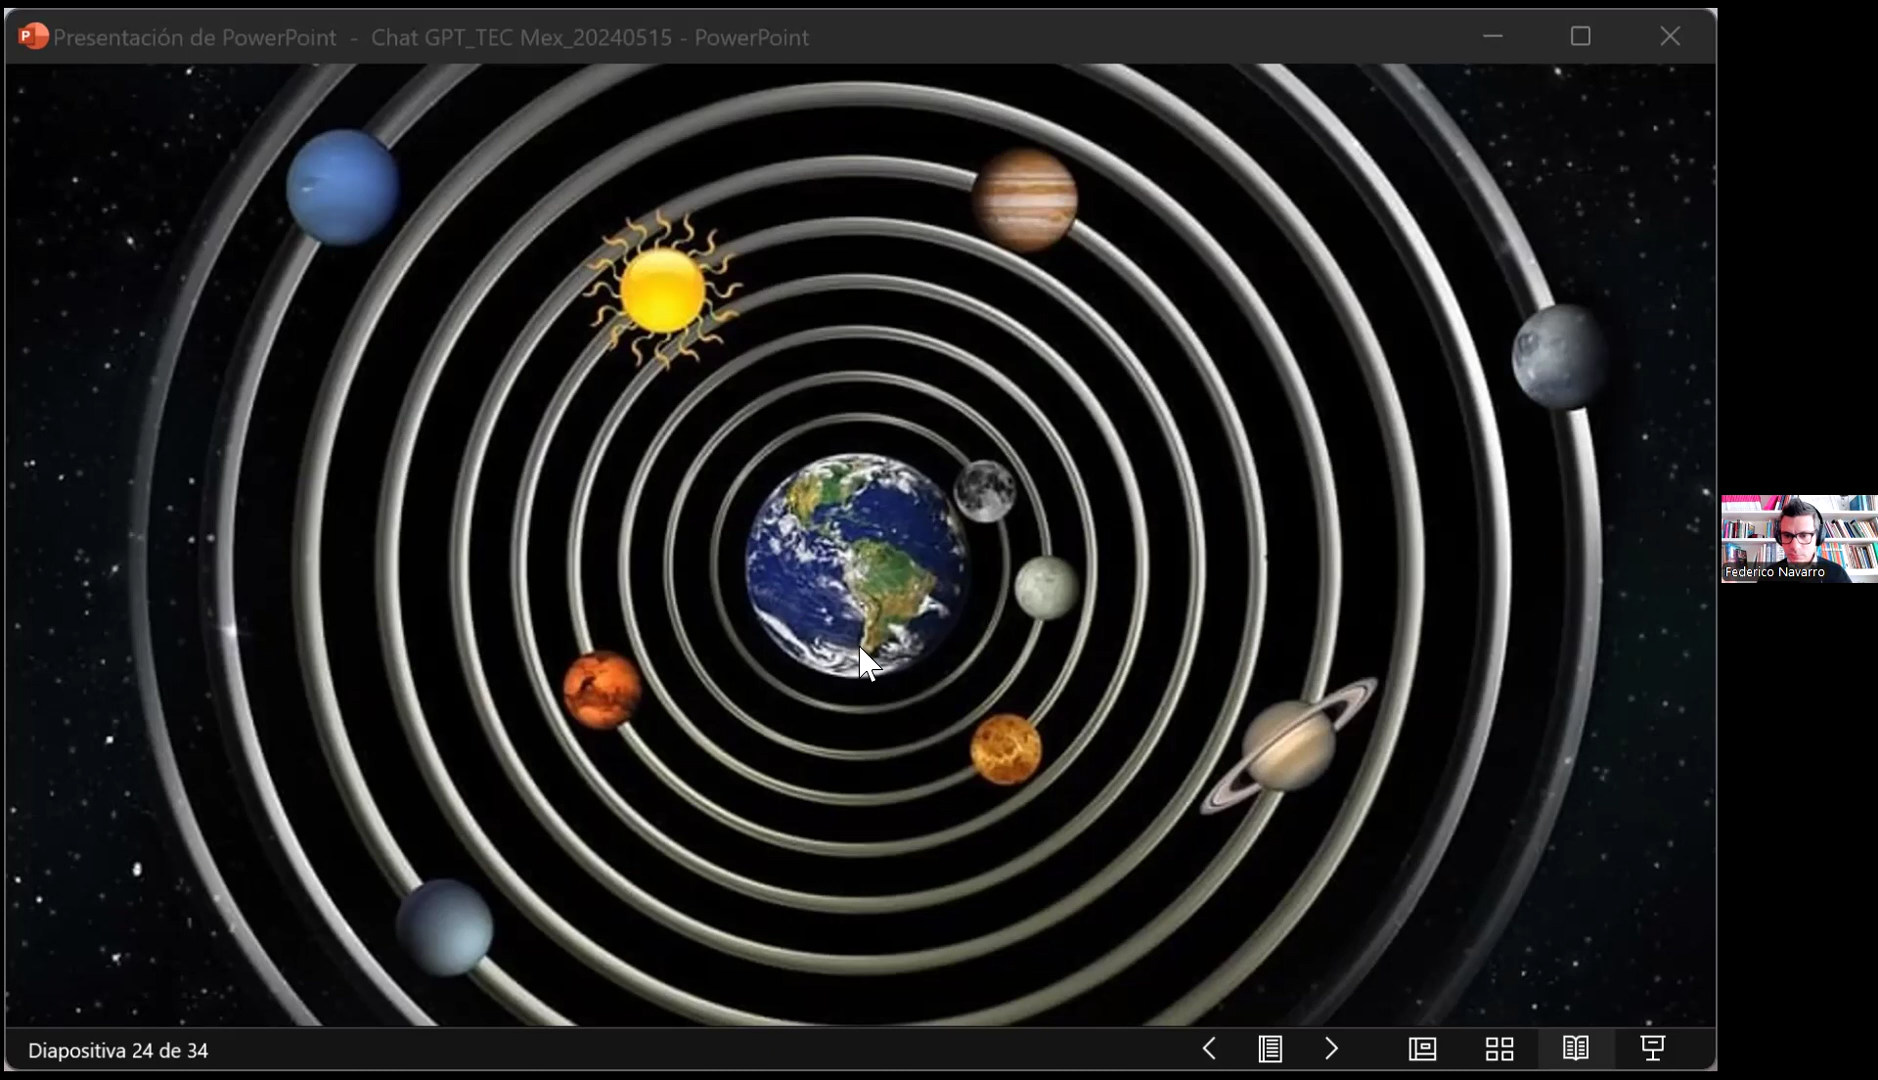 Presentación de PowerPoint - Chat GPT_TEC Mex_20240515 - PowerPoint
Federico Navarro
Diapositiva 24 de 34